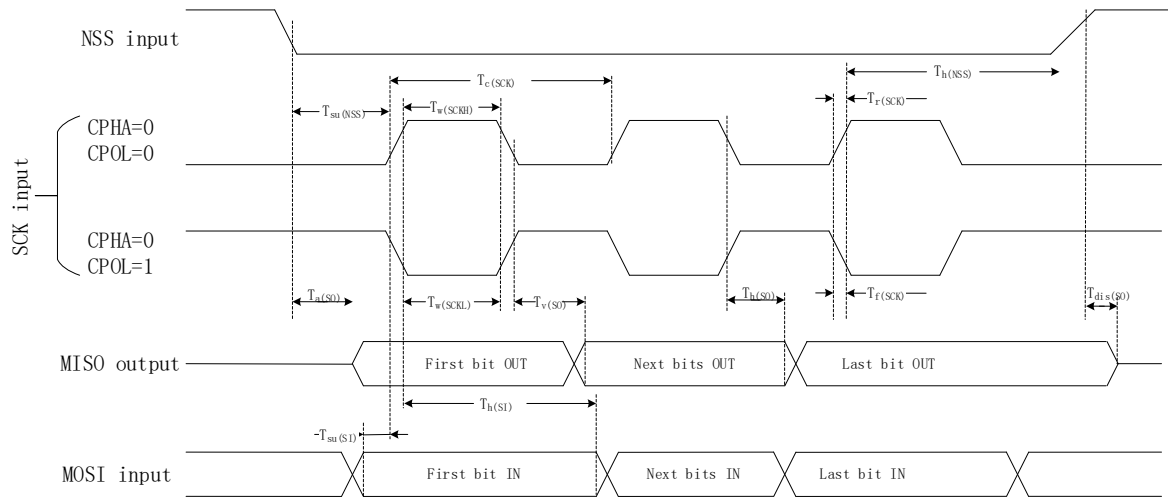 NSS input
Tc(SCK)
Th(NSS)
Tsu(NSS)
Tw(SCKH)
Tr(SCK)
SCK input
CPHA=0
CPOL=0
CPHA=0
CPOL=1
Ta(SO)
Tw(SCKL)
Tv(SO)
Th(SO)
Tf(SCK)
Tdis(SO)
MISO output
First bit OUT
Next bits OUT
Last bit OUT
Th(SI)
Tsu(SI)
MOSI input
First bit IN
Next bits IN
Last bit IN